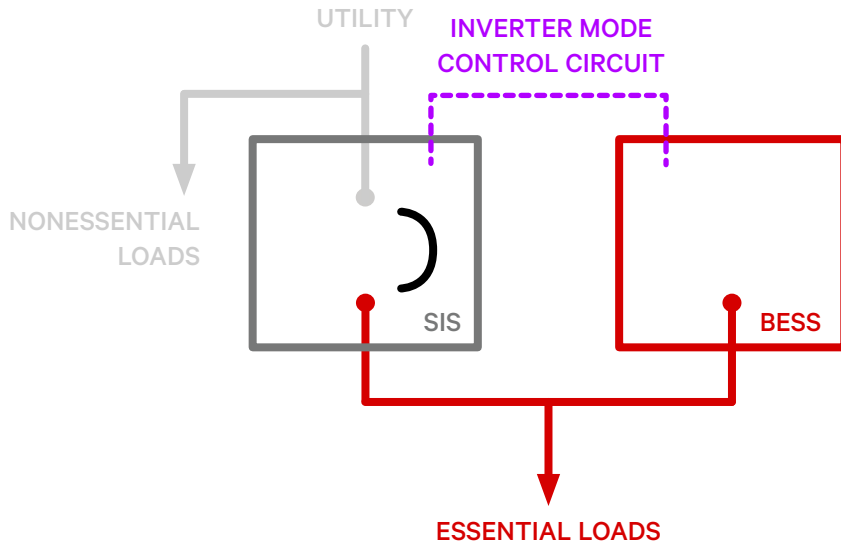 UTILITY
INVERTER MODE
CONTROL CIRCUIT
NONESSENTIAL
LOADS
SIS
BESS
ESSENTIAL LOADS